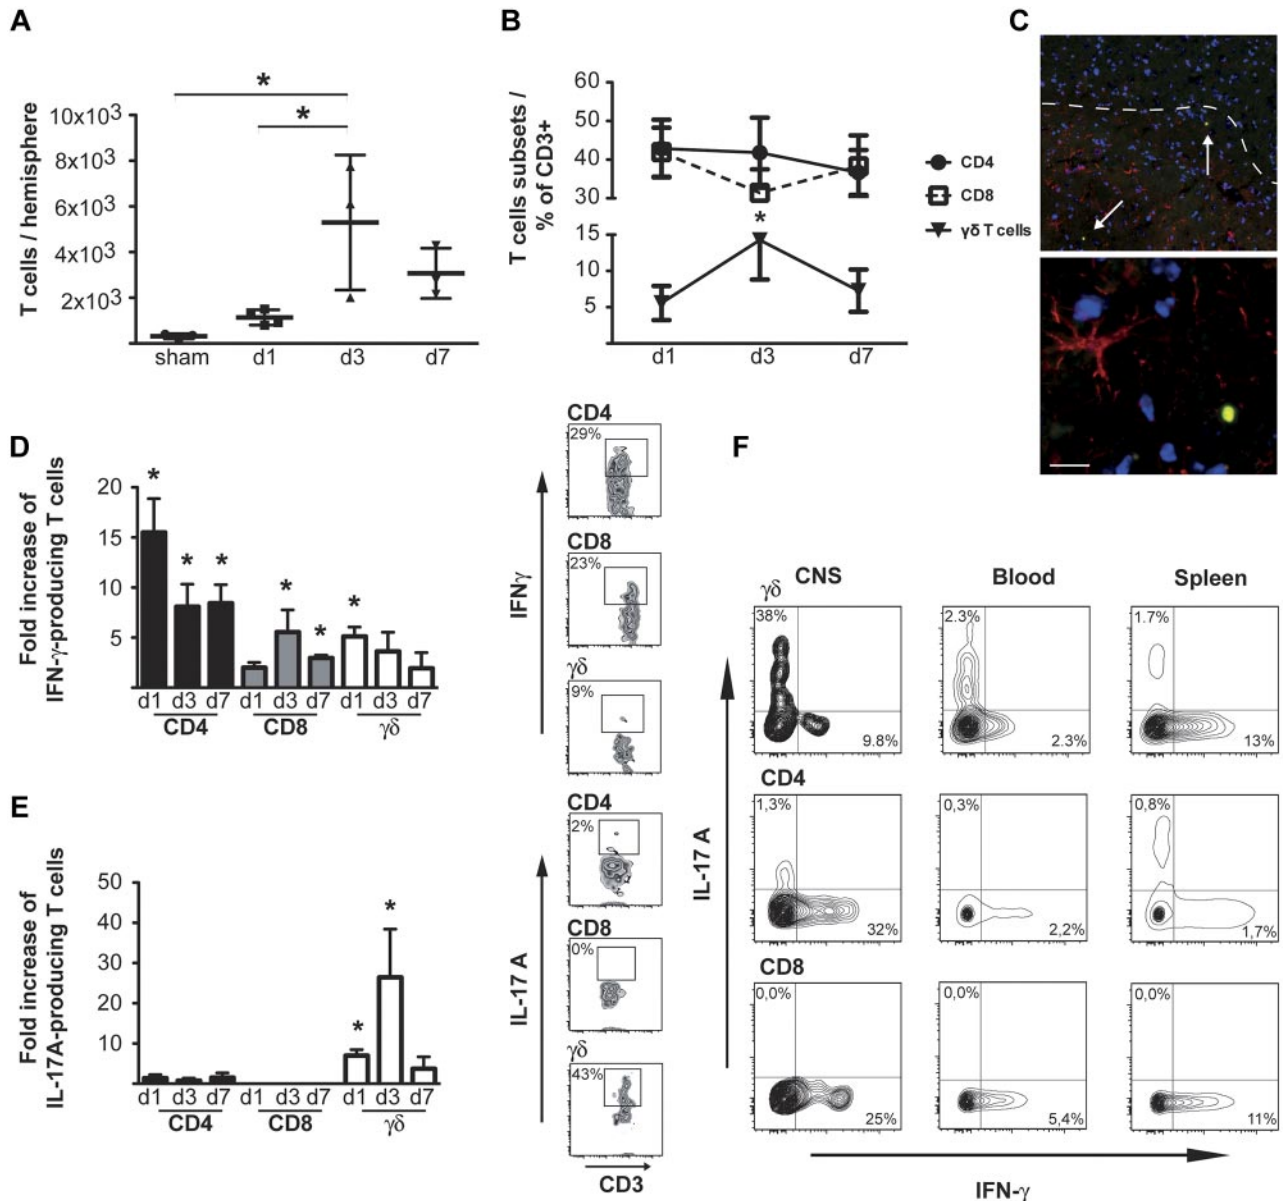 A
T cells / hemisphere
10x10³
8x10³
6x10³
4x10³
2x10³
*
*
sham d1 d3 d7
B
T cells subsets /
% of CD3+
60
50
40
30
15
10
5
*
d1 d3 d7
CD4
CD8
γδ T cells
C
D
Fold increase of
IFN-γ-producing T cells
20
15
10
5
* * * * * *
d1 d3 d7 d1 d3 d7 d1 d3 d7
CD4 CD8 γδ
IFNγ
CD4
29%
CD8
23%
γδ
9%
E
Fold increase of
IL-17A-producing T cells
50
40
30
20
10
* *
d1 d3 d7 d1 d3 d7 d1 d3 d7
CD4 CD8 γδ
IL-17 A
CD4
2%
CD8
0%
γδ
43%
CD3
F
CNS Blood Spleen
γδ
38% 2.3% 1.7%
9.8% 2.3% 13%
CD4
1,3% 0,3% 0,8%
32% 2,2% 1,7%
CD8
0,0% 0,0% 0,0%
25% 5,4% 11%
IL-17 A
IFN-γ